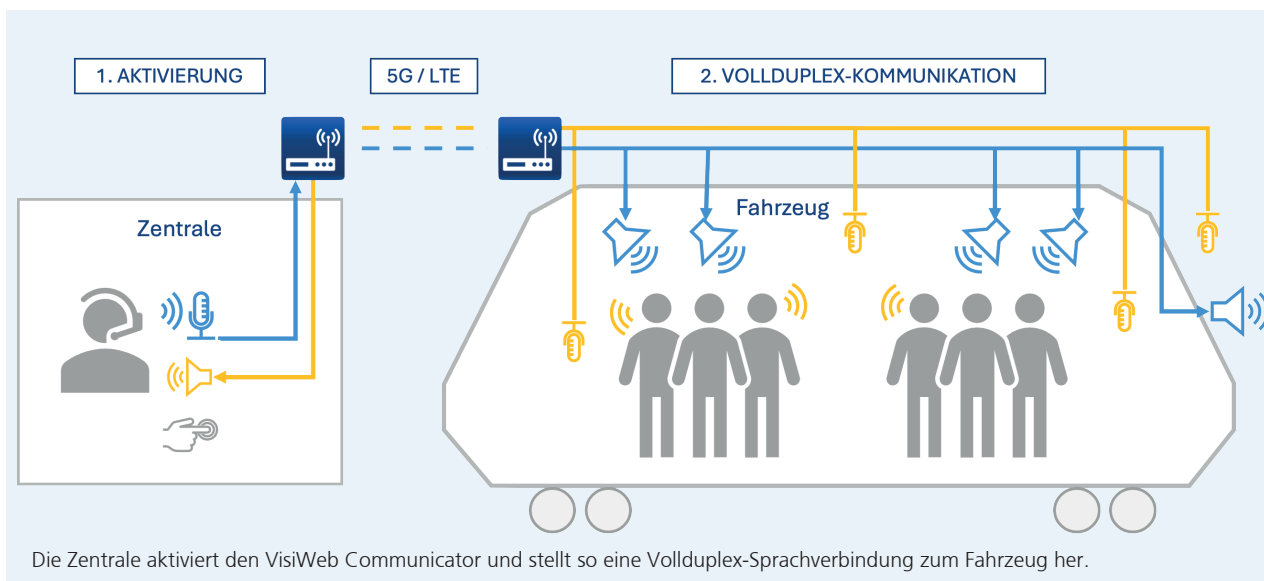 1. AKTIVIERUNG
5G / LTE
2. VOLLDUPLEX-KOMMUNIKATION
Zentrale
Fahrzeug
Die Zentrale aktiviert den VisiWeb Communicator und stellt so eine Vollduplex-Sprachverbindung zum Fahrzeug her.